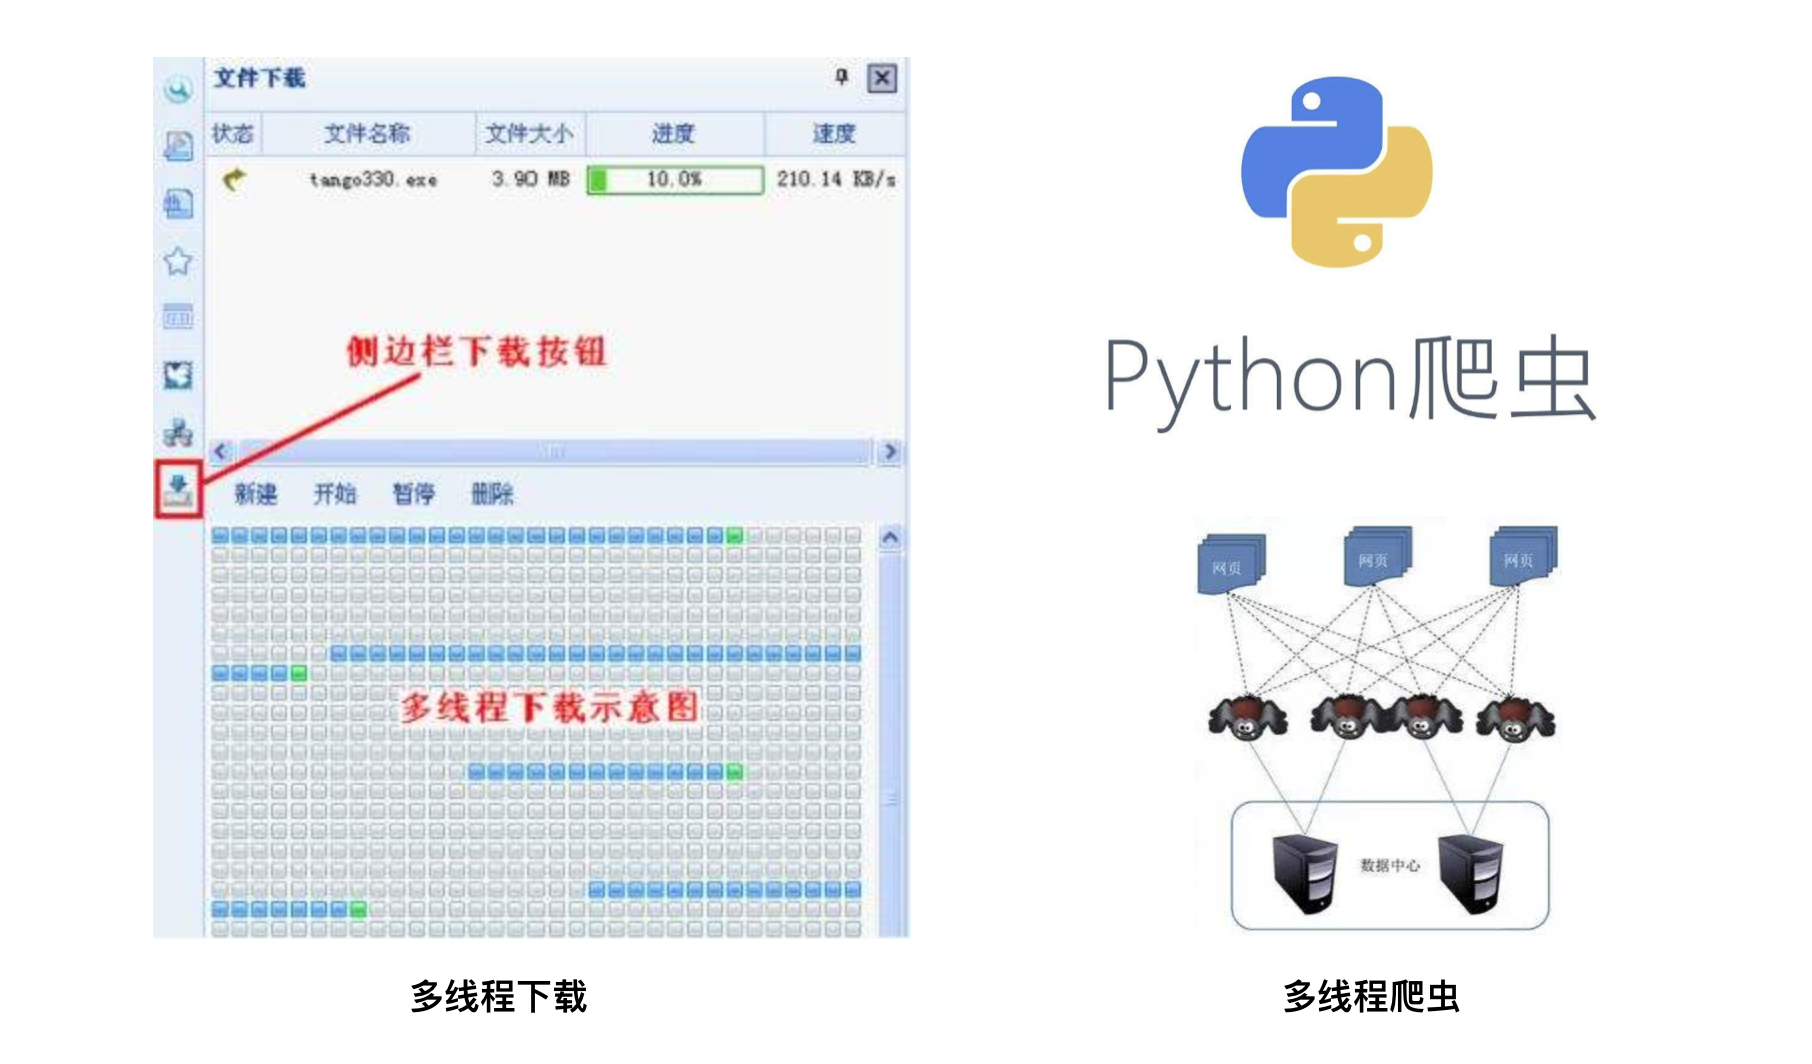 文件下载
状态 文件名称 文件大小 进度 速度
tango330.exe 3.90 MB 10.0% 210.14 KB/s
侧边栏下载按钮
新建 开始 暂停 删除
多线程下载示意图
多线程下载
Python爬虫
网页 网页 网页
数据中心
多线程爬虫